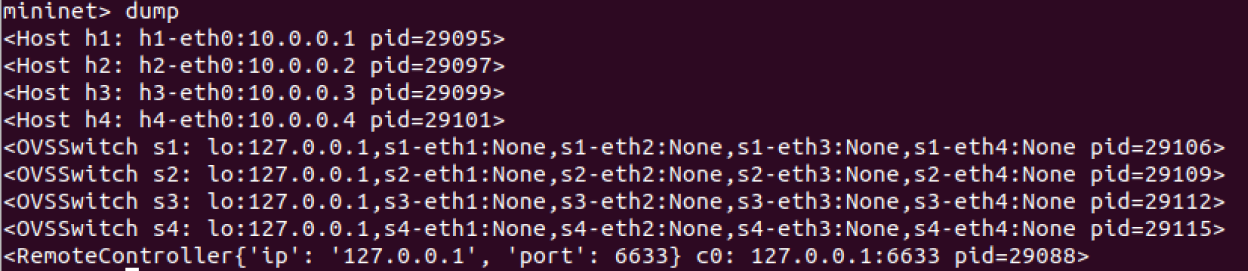 mininet> dump
<Host h1: h1-eth0:10.0.0.1 pid=29095>
<Host h2: h2-eth0:10.0.0.2 pid=29097>
<Host h3: h3-eth0:10.0.0.3 pid=29099>
<Host h4: h4-eth0:10.0.0.4 pid=29101>
<OVSSwitch s1: lo:127.0.0.1,s1-eth1:None,s1-eth2:None,s1-eth3:None,s1-eth4:None pid=29106>
<OVSSwitch s2: lo:127.0.0.1,s2-eth1:None,s2-eth2:None,s2-eth3:None,s2-eth4:None pid=29109>
<OVSSwitch s3: lo:127.0.0.1,s3-eth1:None,s3-eth2:None,s3-eth3:None,s3-eth4:None pid=29112>
<OVSSwitch s4: lo:127.0.0.1,s4-eth1:None,s4-eth2:None,s4-eth3:None,s4-eth4:None pid=29115>
<RemoteController{'ip': '127.0.0.1', 'port': 6633} c0: 127.0.0.1:6633 pid=29088>